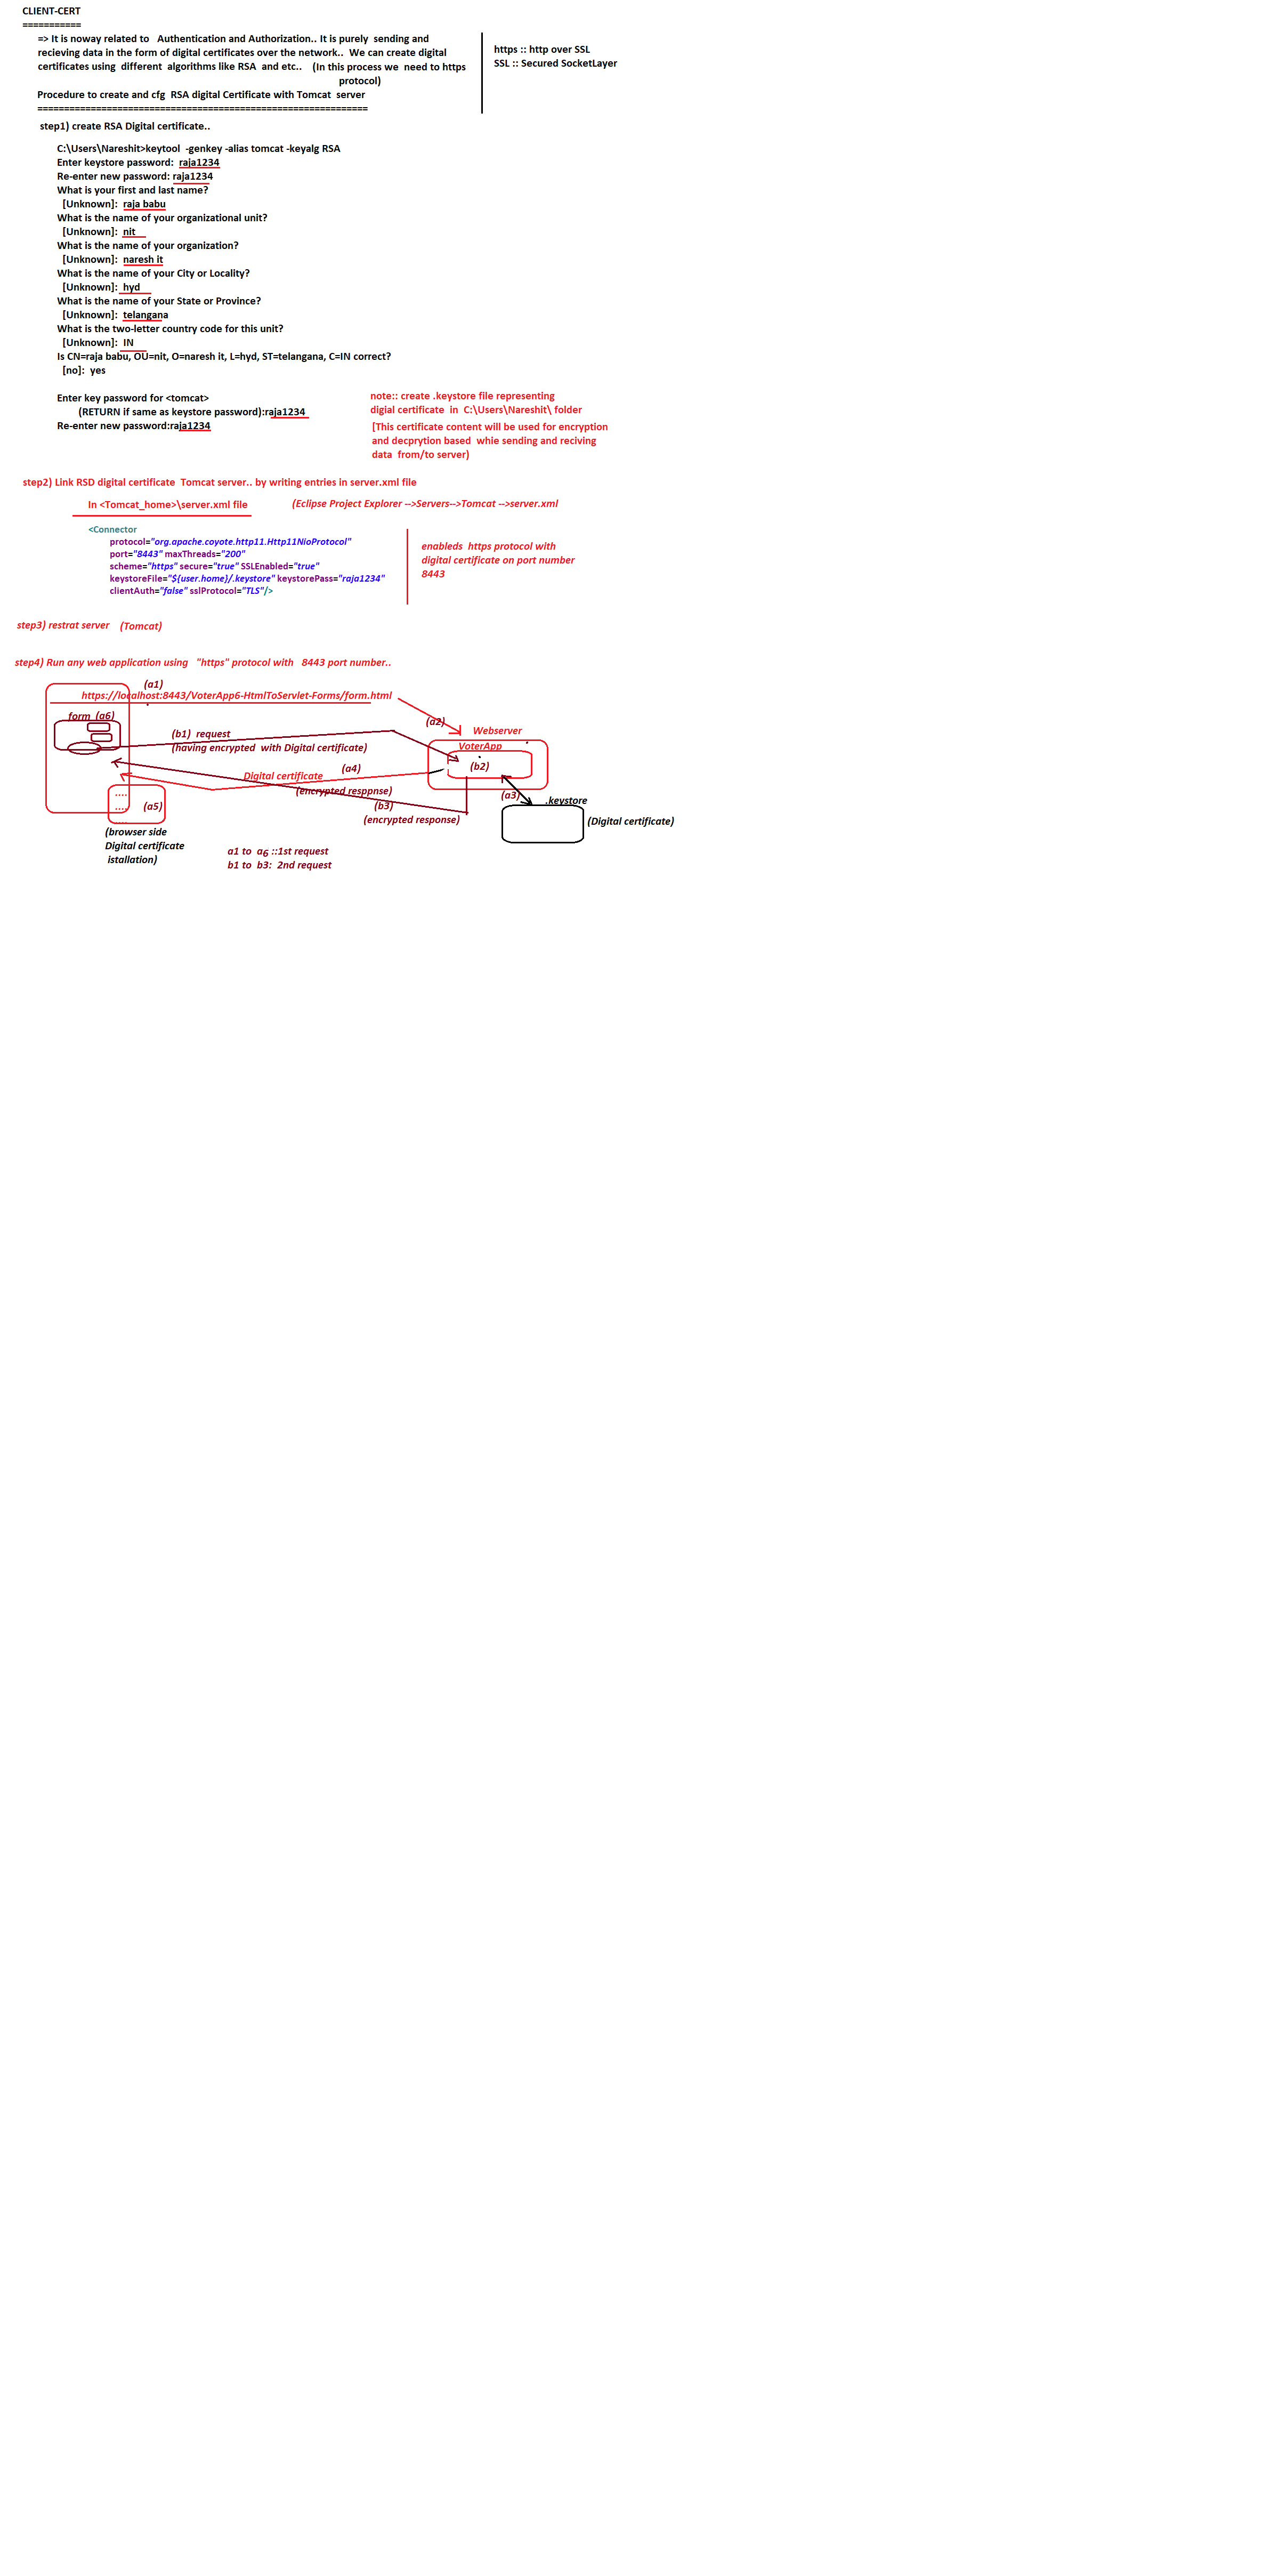 CLIENT-CERT
===========
=> It is noway related to Authentication and Authorization.. It is purely sending and
recieving data in the form of digital certificates over the network.. We can create digital
certificates using different algorithms like RSA and etc.. (In this process we need to https
protocol)
https :: http over SSL
SSL :: Secured SocketLayer
Procedure to create and cfg RSA digital Certificate with Tomcat server
==============================================================
step1) create RSA Digital certificate..
C:\Users\Nareshit>keytool -genkey -alias tomcat -keyalg RSA
Enter keystore password: raja1234
Re-enter new password: raja1234
What is your first and last name?
[Unknown]: raja babu
What is the name of your organizational unit?
[Unknown]: nit
What is the name of your organization?
[Unknown]: naresh it
What is the name of your City or Locality?
[Unknown]: hyd
What is the name of your State or Province?
[Unknown]: telangana
What is the two-letter country code for this unit?
[Unknown]: IN
Is CN=raja babu, OU=nit, O=naresh it, L=hyd, ST=telangana, C=IN correct?
[no]: yes
Enter key password for <tomcat>
(RETURN if same as keystore password):raja1234
Re-enter new password:raja1234
note:: create .keystore file representing
digial certificate in C:\Users\Nareshit\ folder
[This certificate content will be used for encryption
and decprytion based whie sending and reciving
data from/to server)
step2) Link RSD digital certificate Tomcat server.. by writing entries in server.xml file
In <Tomcat_home>\server.xml file (Eclipse Project Explorer -->Servers-->Tomcat -->server.xml
<Connector
protocol="org.apache.coyote.http11.Http11NioProtocol"
port="8443" maxThreads="200"
scheme="https" secure="true" SSLEnabled="true"
keystoreFile="${user.home}/.keystore" keystorePass="raja1234"
clientAuth="false" sslProtocol="TLS"/>
enableds https protocol with
digital certificate on port number
8443
step3) restrat server (Tomcat)
step4) Run any web application using "https" protocol with 8443 port number..
(a1)
https://localhost:8443/VoterApp6-HtmlToServlet-Forms/form.html
form (a6)
(a2)
Webserver
(b1) request
(having encrypted with Digital certificate)
VoterApp
(b2)
(a4)
Digital certificate
(encrypted resppnse)
(a3)
.keystore
....
.... (a5)
(b3)
(encrypted response)
(Digital certificate)
(browser side
Digital certificate
istallation)
a1 to a6 ::1st request
b1 to b3: 2nd request